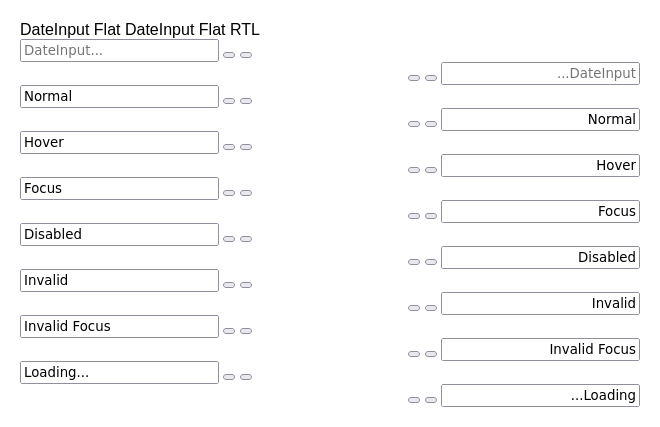 DateInput Flat DateInput Flat RTL
DateInput...
Normal
Hover
Focus
Disabled
Invalid
Invalid Focus
Loading...
...DateInput
Normal
Hover
Focus
Disabled
Invalid
Invalid Focus
...Loading